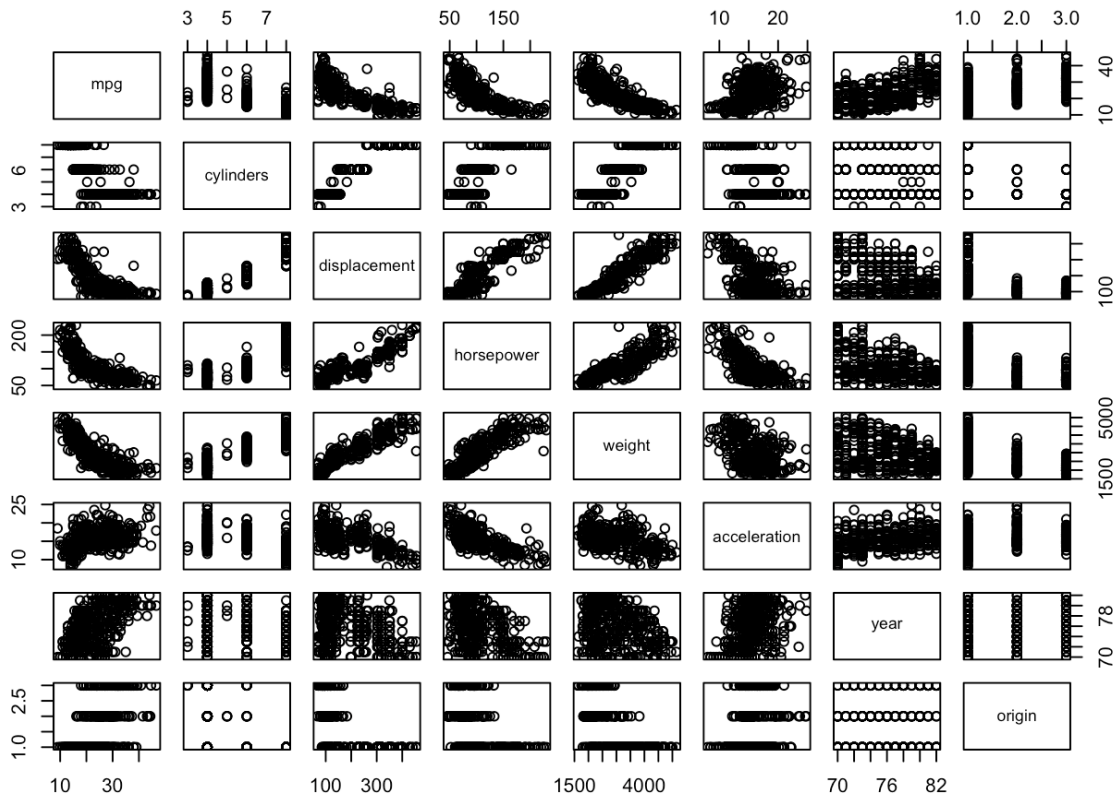 3 5 7
50 150
10 20
1.0 2.0 3.0
mpg
10 40
3 6
cylinders
displacement
100
50 200
horsepower
weight
1500 5000
10 25
acceleration
year
70 78
1.0 2.5
origin
10 30
100 300
1500 4000
70 76 82